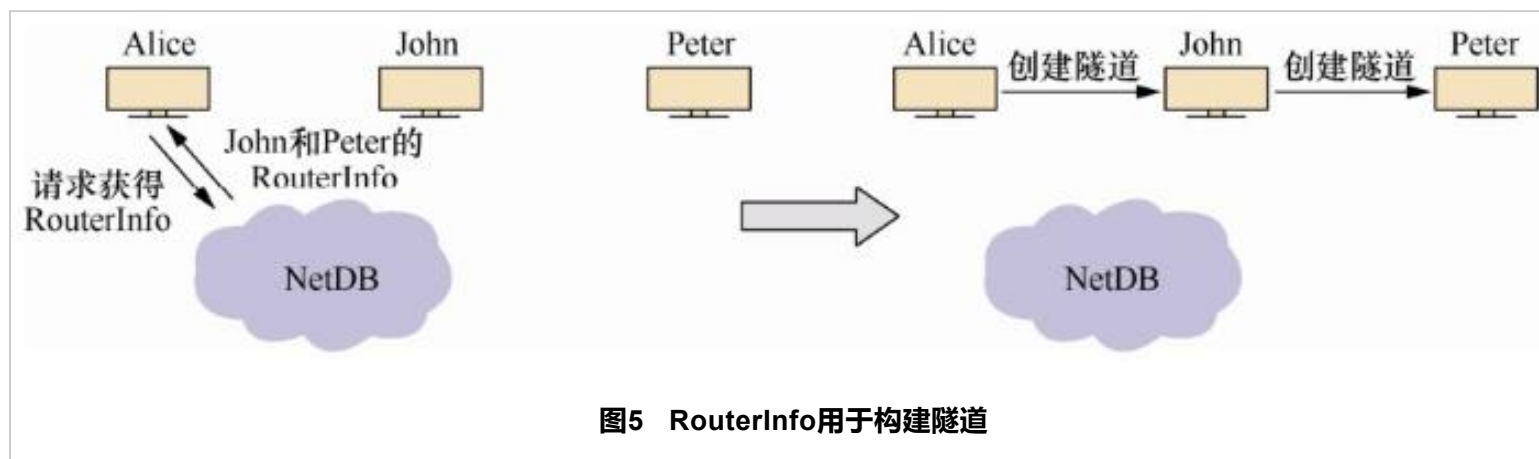 Alice
John
Peter
Alice
John
Peter
创建隧道
创建隧道
John和Peter的
RouterInfo
请求获得
RouterInfo
NetDB
NetDB
图5 RouterInfo用于构建隧道